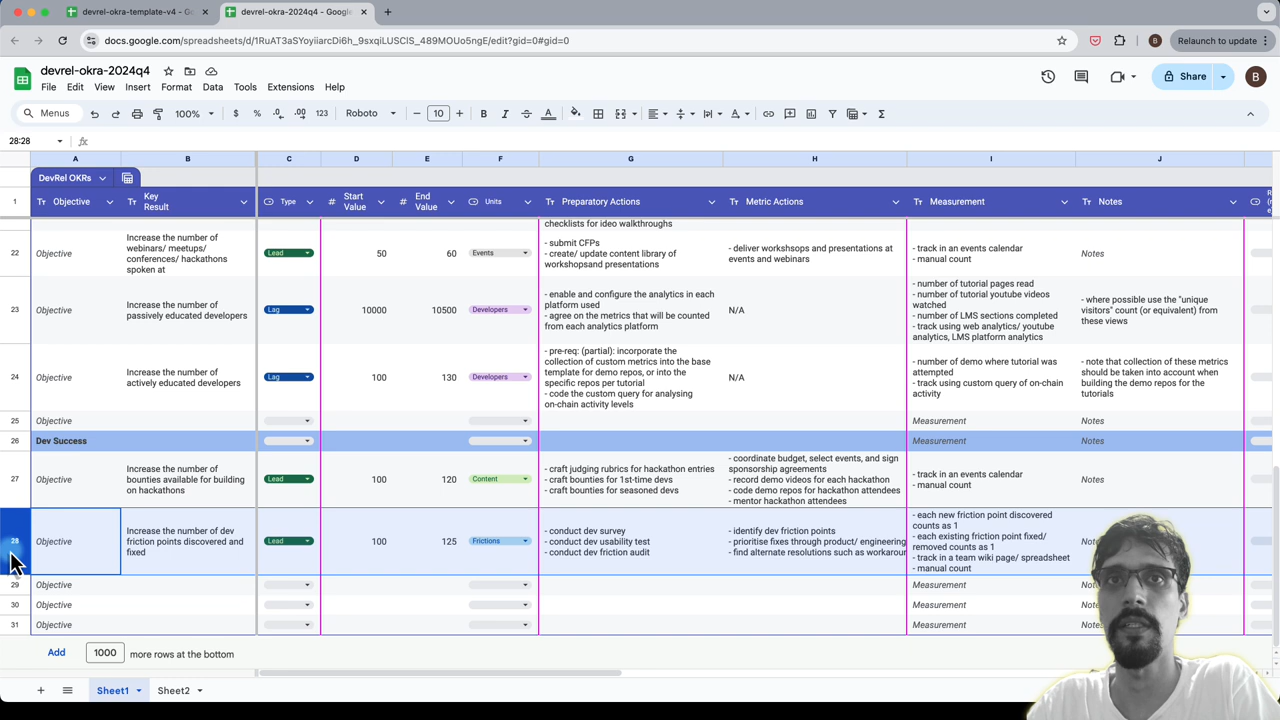 devrel-okra-template-v4 - Go
devrel-okra-2024q4 - Google
docs.google.com/spreadsheets/d/1RuAT3aSYoyiiarcDi6h_9sxqiLUSClS_489MOUo5ngE/edit?gid=0#gid=0
B
Relaunch to update
devrel-okra-2024q4
File Edit View Insert Format Data Tools Extensions Help
Share
B
Menus
100%
$ % .0 .00 123
Roboto
10
B I A
28:28
fx
A B C D E F G H I J
DevRel OKRs
1
Objective
Key
Result
Type
Start
Value
End
Value
Units
Preparatory Actions
Metric Actions
Measurement
Notes
checklists for ideo walkthroughs
22
Objective
Increase the number of
webinars/ meetups/
conferences/ hackathons
spoken at
Lead
50
60
Events
- submit CFPs
- create/ update content library of
workshopsand presentations
- deliver workshsops and presentations at
events and webinars
- track in an events calendar
- manual count
Notes
23
Objective
Increase the number of
passively educated developers
Lag
10000
10500
Developers
- enable and configure the analytics in each
platform used
- agree on the metrics that will be counted
from each analytics platform
N/A
- number of tutorial pages read
- number of tutorial youtube videos
watched
- number of LMS sections completed
- track using web analytics/ youtube
analytics, LMS platform analytics
- where possible use the "unique
visitors" count (or equivalent) from
these views
24
Objective
Increase the number of
actively educated developers
Lag
100
130
Developers
- pre-req: (partial): incorporate the
collection of custom metrics into the base
template for demo repos, or into the
specific repos per tutorial
- code the custom query for analysing
on-chain activity levels
N/A
- number of demo where tutorial was
attempted
- track using custom query of on-chain
activity
- note that collection of these metrics
should be taken into account when
building the demo repos for the
tutorials
25
Objective
Measurement
Notes
26
Dev Success
Measurement
Notes
27
Objective
Increase the number of
bounties available for building
on hackathons
Lead
100
120
Content
- craft judging rubrics for hackathon entries
- craft bounties for 1st-time devs
- craft bounties for seasoned devs
- coordinate budget, select events, and sign
sponsorship agreements
- record demo videos for each hackathon
- code demo repos for hackathon attendees
- mentor hackathon attendees
- track in an events calendar
- manual count
Notes
28
Objective
Increase the number of dev
friction points discovered and
fixed
Lead
100
125
Frictions
- conduct dev survey
- conduct dev usability test
- conduct dev friction audit
- identify dev friction points
- prioritise fixes through product/ engineering
- find alternate resolutions such as workaroun
- each new friction point discovered
counts as 1
- each existing friction point fixed/
removed counts as 1
- track in a team wiki page/ spreadsheet
- manual count
Notes
29
Objective
Measurement
30
Objective
Measurement
31
Objective
Measurement
Add
1000
more rows at the bottom
Sheet1
Sheet2